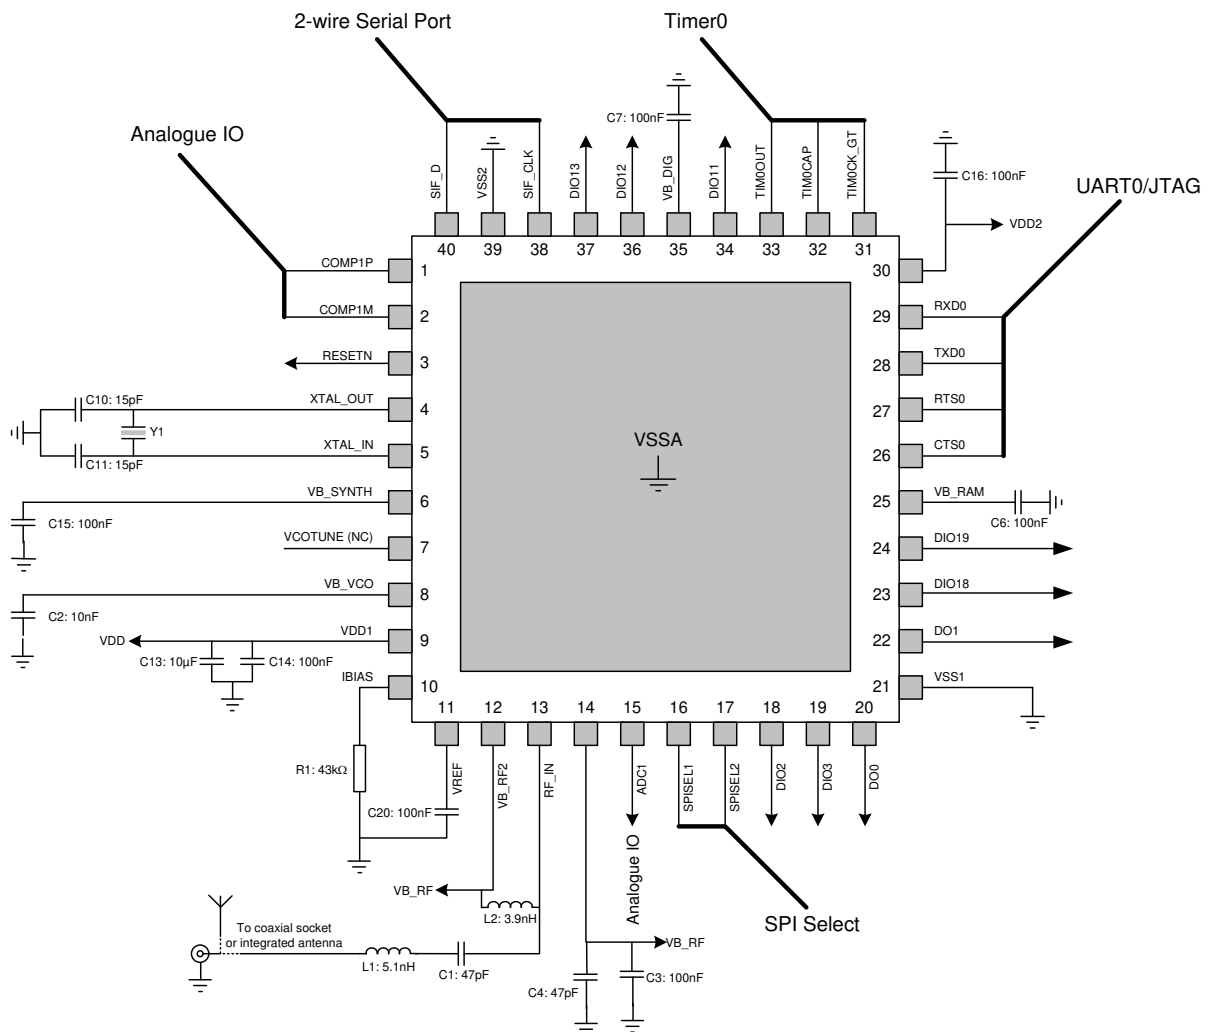 2-wire Serial Port
Timer0
Analogue IO
UART0/JTAG
C7: 100nF
C16: 100nF
VDD2
SIF_D
VSS2
SIF_CLK
DIO13
DIO12
VB_DIG
DIO11
TIM0OUT
TIM0CAP
TIM0CK_GT
40
39
38
37
36
35
34
33
32
31
COMP1P
1
COMP1M
2
RESETN
3
XTAL_OUT
4
C10: 15pF
Y1
XTAL_IN
5
C11: 15pF
VB_SYNTH
6
C15: 100nF
VCOTUNE (NC)
7
VB_VCO
8
C2: 10nF
VDD
VDD1
9
C13: 10µF
C14: 100nF
IBIAS
10
VSSA
30
29
RXD0
28
TXD0
27
RTS0
26
CTS0
25
VB_RAM
C6: 100nF
24
DIO19
23
DIO18
22
DO1
21
VSS1
11
12
13
14
15
16
17
18
19
20
R1: 43kΩ
VREF
C20: 100nF
VB_RF2
RF_IN
ADC1
SPISEL1
SPISEL2
DIO2
DIO3
DO0
Analogue IO
SPI Select
VB_RF
L2: 3.9nH
To coaxial socket
or integrated antenna
L1: 5.1nH
C1: 47pF
VB_RF
C4: 47pF
C3: 100nF